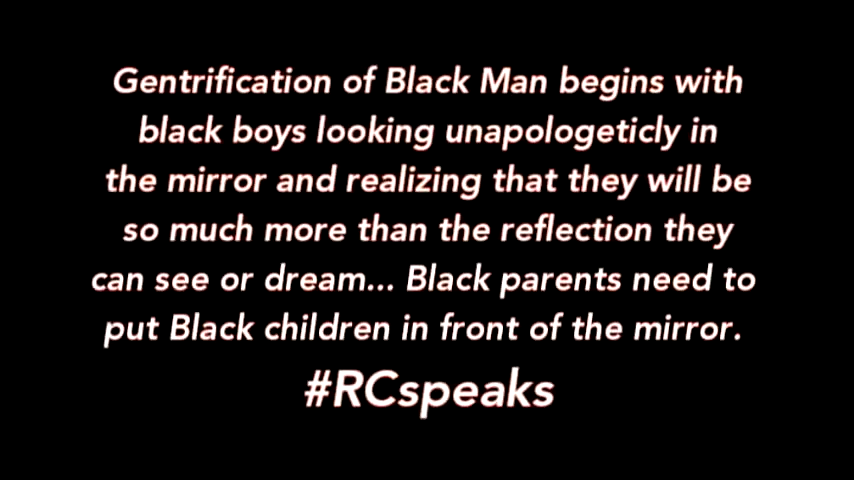 Gentrification of Black Man begins with
black boys looking unapologeticly in
the mirror and realizing that they will be
so much more than the reflection they
can see or dream... Black parents need to
put Black children in front of the mirror.
#RCspeaks